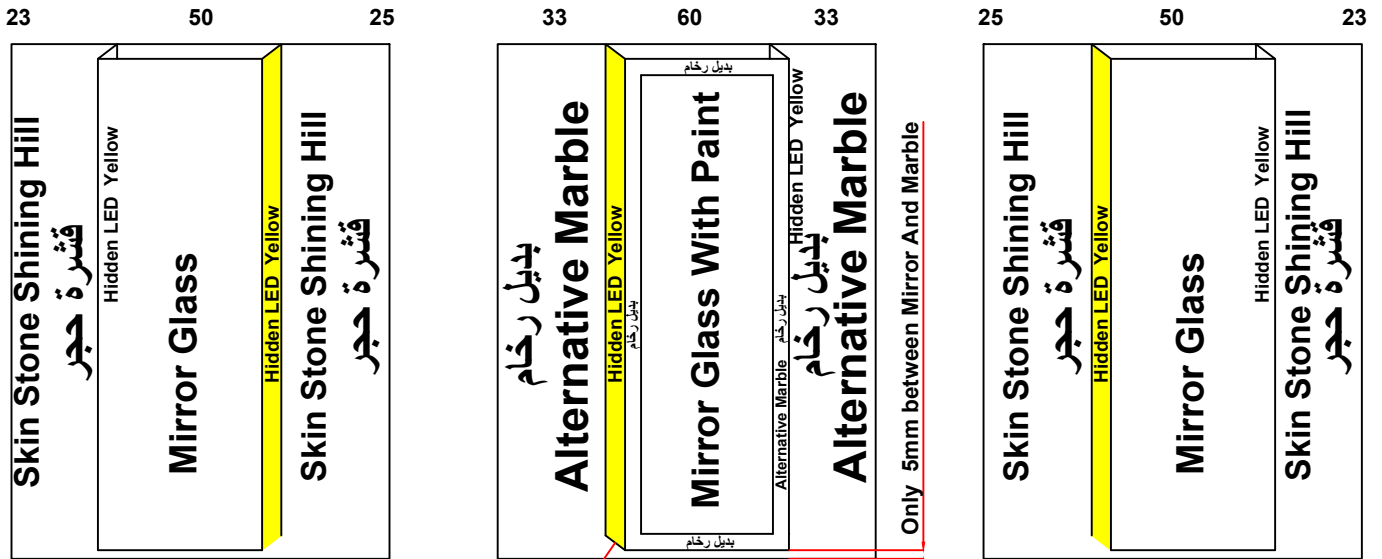 23 50 25
33 60 33
25 50 23
Skin Stone Shining Hill
قشرة حجر
Hidden LED Yellow
Mirror Glass
Hidden LED Yellow
Skin Stone Shining Hill
قشرة حجر
بديل رخام
Alternative Marble
Hidden LED Yellow
بديل رخام
بديل رخام
Mirror Glass With Paint
بديل رخام
Alternative Marble بديل رخام
Hidden LED Yellow
بديل رخام
Alternative Marble
Only 5mm between Mirror And Marble
Skin Stone Shining Hill
قشرة حجر
Hidden LED Yellow
Mirror Glass
Hidden LED Yellow
Skin Stone Shining Hill
قشرة حجر